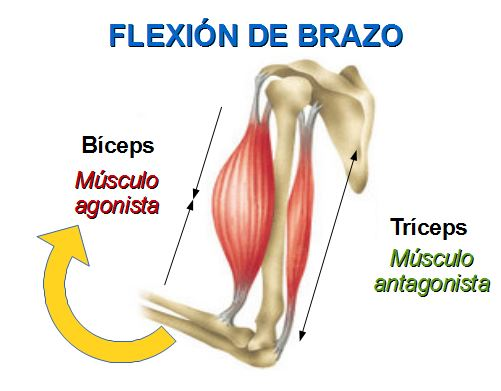 FLEXIÓN DE BRAZO
Bíceps
Músculo
agonista
Tríceps
Músculo
antagonista